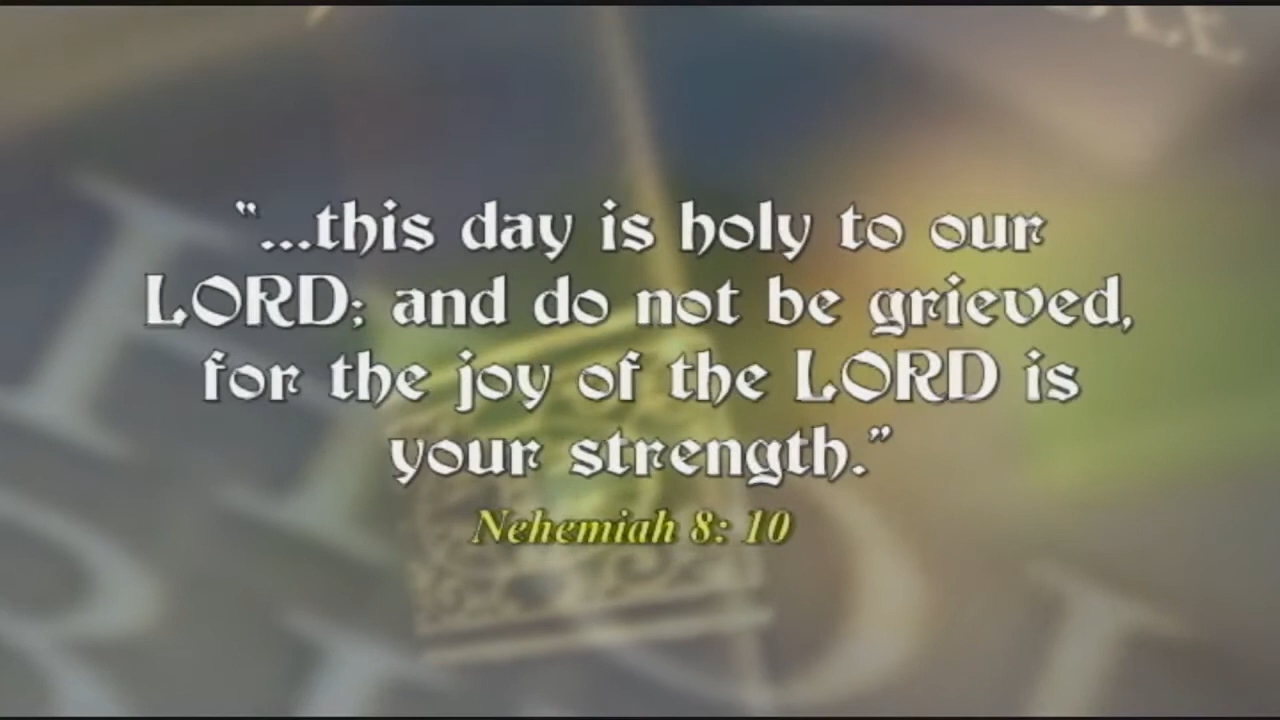 "...this day is holy to our
LORD; and do not be grieved,
for the joy of the LORD is
your strength."
Nehemiah 8: 10